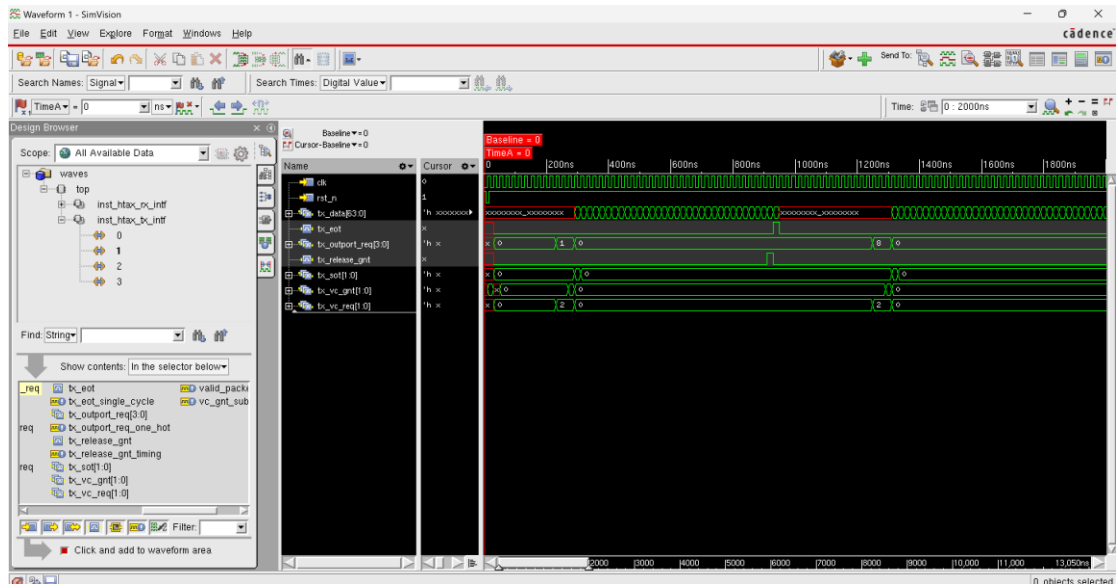 Waveform 1 - SimVision
File Edit View Explore Format Windows Help
cādence
Send To:
Search Names: Signal
Search Times: Digital Value
TimeA = 0 ns
Time: 0 : 2000ns
Design Browser
Scope: All Available Data
waves
top
inst_htax_rx_intf
inst_htax_tx_intf
0
1
2
3
Find: String
Show contents: In the selector below
_req tx_eot valid_packi
tx_eot_single_cycle vc_gnt_sub
tx_outport_req[3:0]
req tx_outport_req_one_hot
tx_release_gnt
tx_release_gnt_timing
req tx_sot[1:0]
tx_vc_gnt[1:0]
tx_vc_req[1:0]
Filter:
Click and add to waveform area
Baseline = 0
Cursor-Baseline = 0
Name Cursor
clk 0
rst_n 1
tx_data[63:0] 'h xxxxxxx
tx_eot x
tx_outport_req[3:0] 'h x
tx_release_gnt x
tx_sot[1:0] 'h x
tx_vc_gnt[1:0] 'h x
tx_vc_req[1:0] 'h x
Baseline = 0
TimeA = 0
0 200ns 400ns 600ns 800ns 1000ns 1200ns 1400ns 1600ns 1800ns
xxxxxxxx_xxxxxxxx xxxxxxxx_xxxxxxxx
x 0 1 0 8 0
x 0 0 0
x 0 0 0
x 0 2 0 2 0
2000 3000 4000 5000 6000 7000 8000 9000 10,000 11,000 13,050ns
0 objects selected